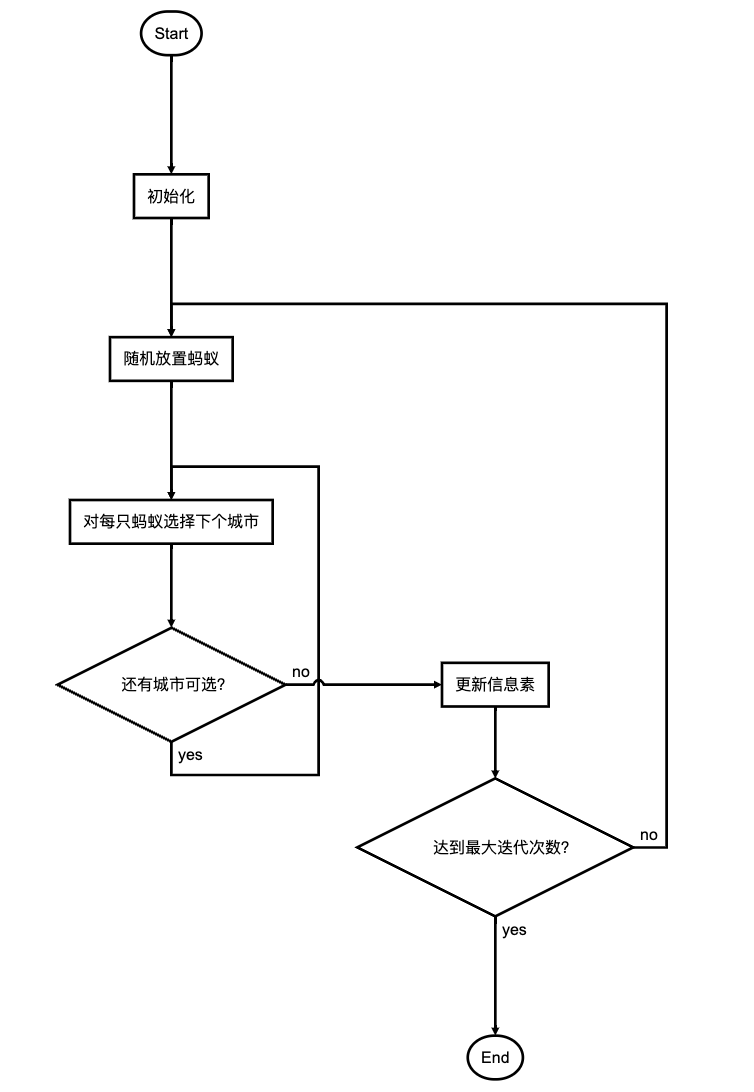 Start
初始化
随机放置蚂蚁
对每只蚂蚁选择下个城市
还有城市可选?
no
yes
更新信息素
达到最大迭代次数?
no
yes
End